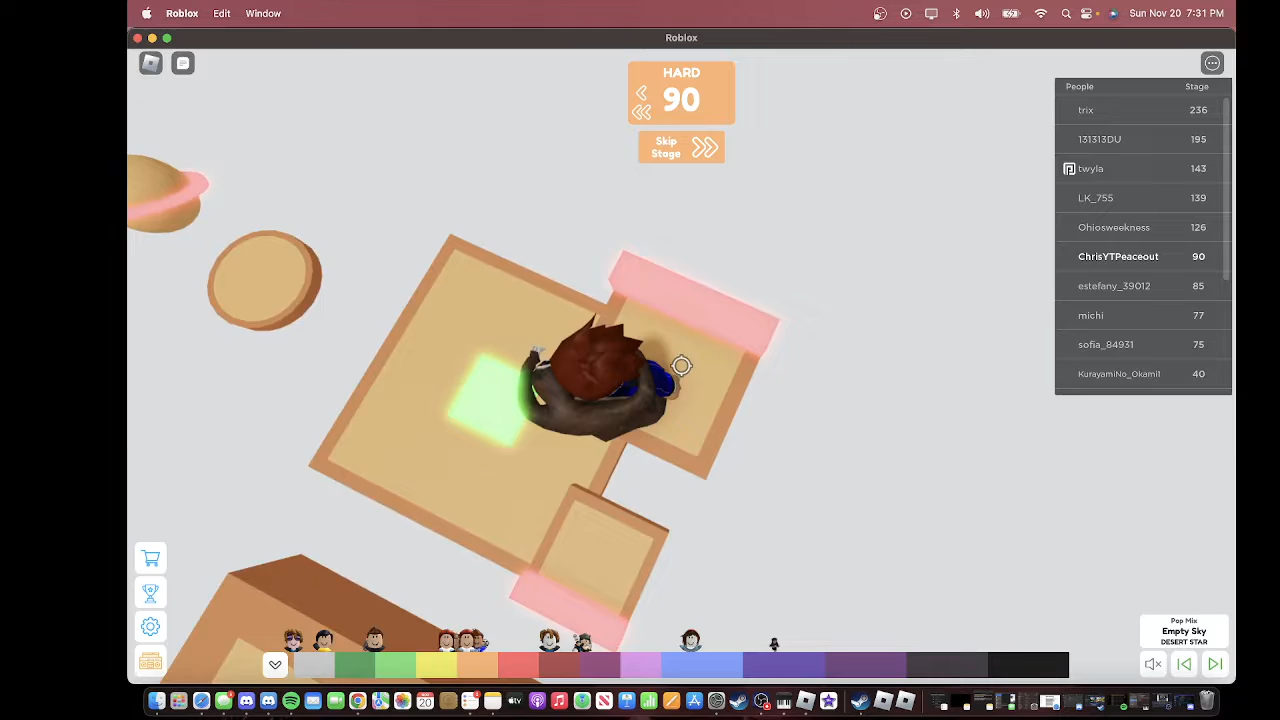 Roblox Edit Window
Sun Nov 20 7:31 PM
Roblox
HARD
90
Skip
Stage
People Stage
trix 236
131313DU 195
twyla 143
LK_755 139
Ohiosweekness 126
ChrisYTPeaceout 90
estefany_39012 85
michi 77
sofia_84931 75
KurayamiNo_Okami1 40
Pop Mix
Empty Sky
DESERT STAR
20